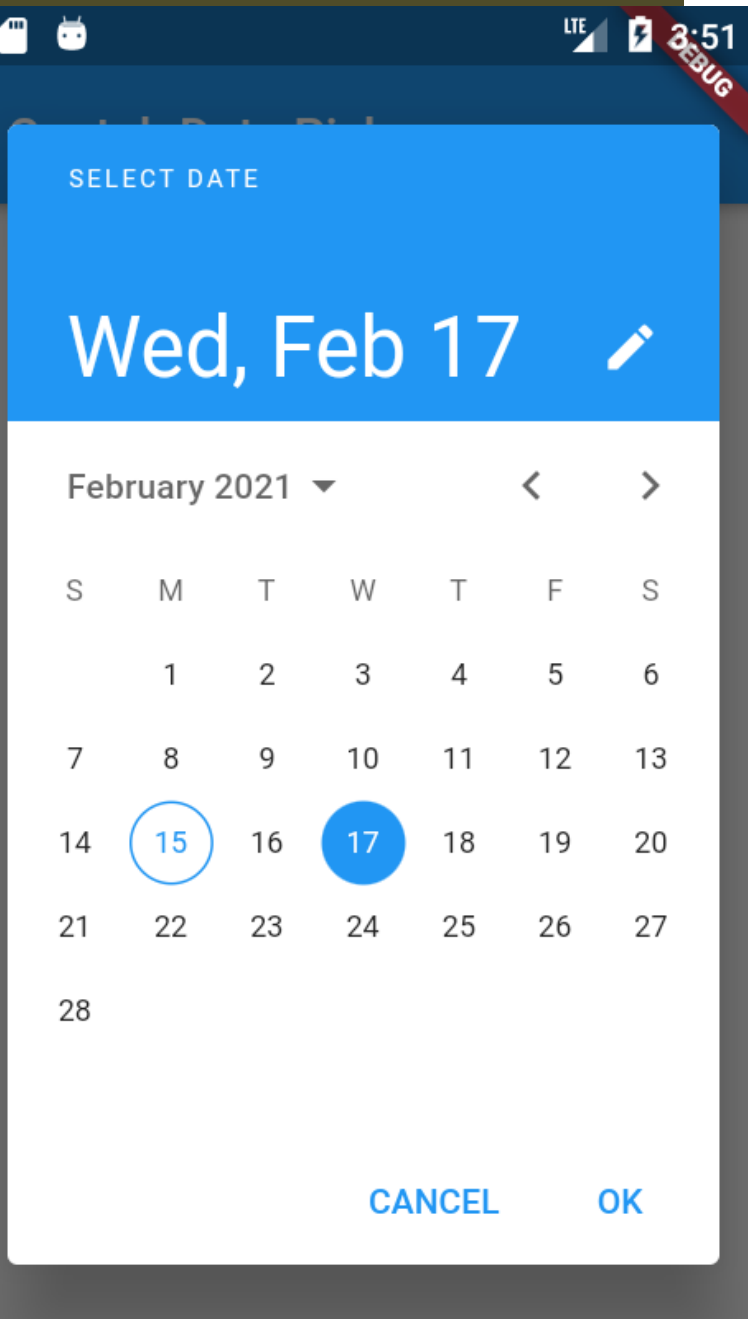 LTE 3:51
DEBUG
SELECT DATE
Wed, Feb 17
February 2021
S M T W T F S
1 2 3 4 5 6
7 8 9 10 11 12 13
14 15 16 17 18 19 20
21 22 23 24 25 26 27
28
CANCEL OK